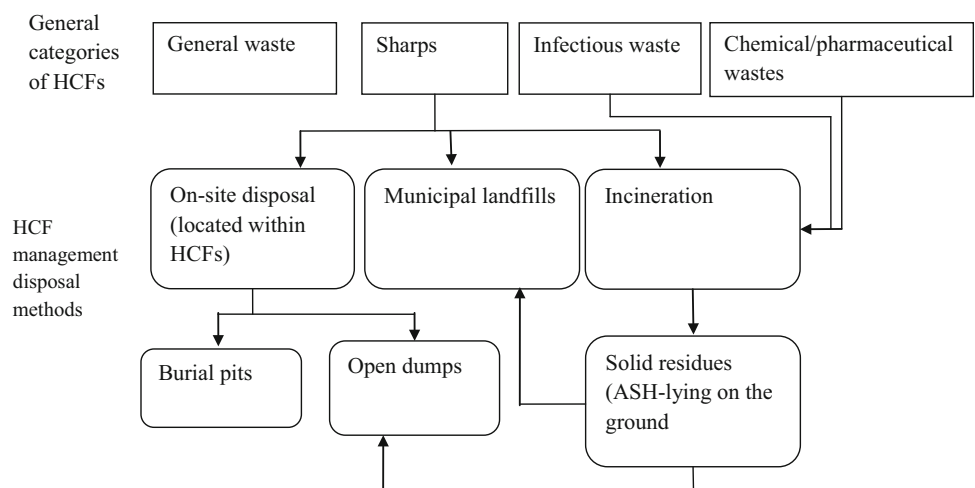 General
categories
of HCFs
General waste
Sharps
Infectious waste
Chemical/pharmaceutical
wastes
HCF
management
disposal
methods
On-site disposal
(located within
HCFs)
Municipal landfills
Incineration
Burial pits
Open dumps
Solid residues
(ASH-lying on the
ground